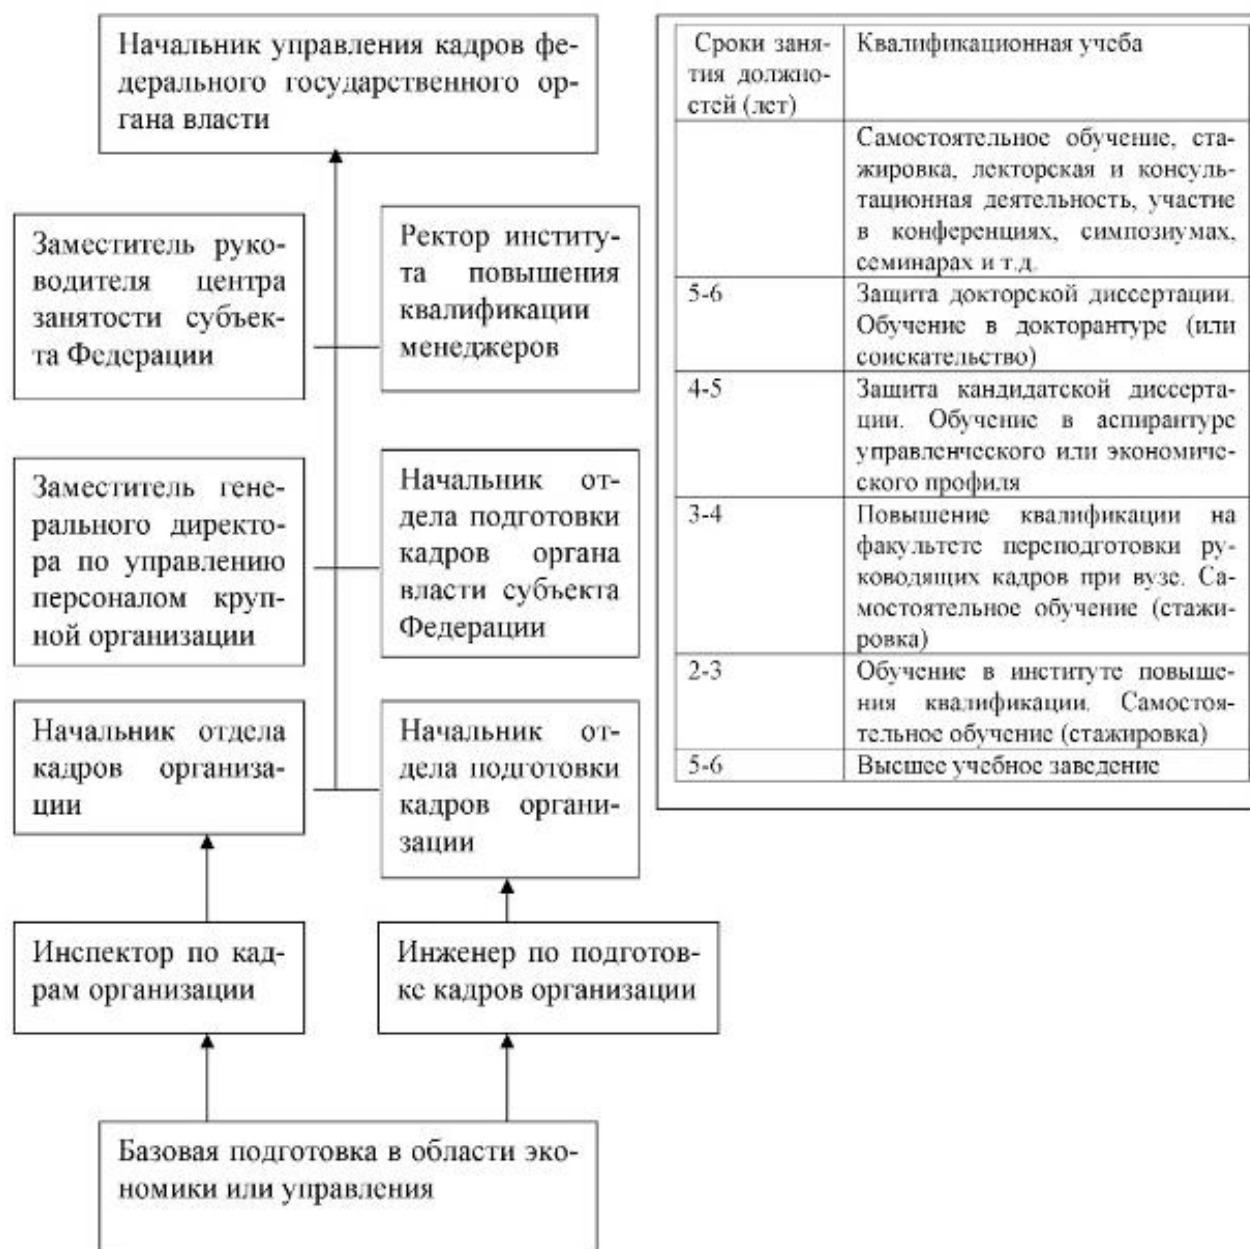 Начальник управления кадров фе-
дерального государственного ор-
гана власти
Заместитель руко-
водителя центра
занятости субъек-
та Федерации
Ректор институ-
та повышения
квалификации
менеджеров
Заместитель гене-
рального директо-
ра по управлению
персоналом круп-
ной организации
Начальник от-
дела подготовки
кадров органа
власти субъекта
Федерации
Начальник отдела
кадров организа-
ции
Начальник от-
дела подготовки
кадров органи-
зации
Инспектор по кад-
рам организации
Инженер по подготов-
ке кадров организации
Базовая подготовка в области эко-
номики или управления
Сроки заня-
тия должно-
стей (лет)
Квалификационная учеба
Самостоятельное обучение, ста-
жировка, лекторская и консуль-
тационная деятельность, участие
в конференциях, симпозиумах,
семинарах и т.д.
5-6
Защита докторской диссертации.
Обучение в докторантуре (или
соискательство)
4-5
Защита кандидатской диссерта-
ции. Обучение в аспирантуре
управленческого или экономиче-
ского профиля
3-4
Повышение квалификации на
факультете переподготовки ру-
ководящих кадров при вузе. Са-
мостоятельное обучение (стажи-
ровка)
2-3
Обучение в институте повыше-
ния квалификации. Самостоя-
тельное обучение (стажировка)
5-6
Высшее учебное заведение